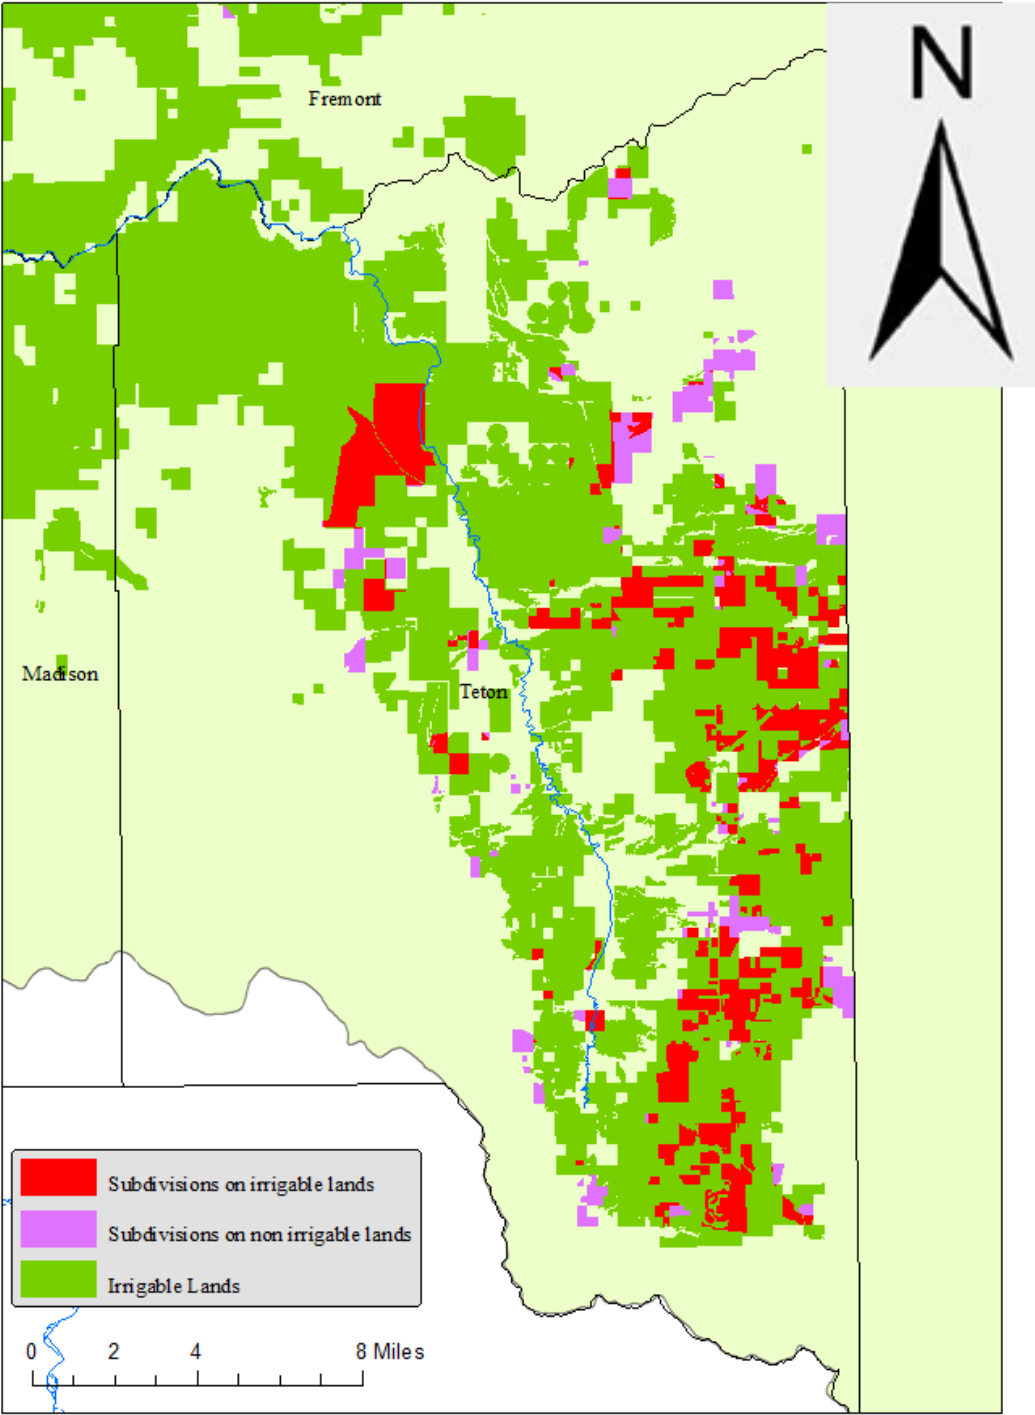 N
Fremont
Madison
Teton
Subdivisions on irrigable lands
Subdivisions on non irrigable lands
Irrigable Lands
0 2 4 8 Miles